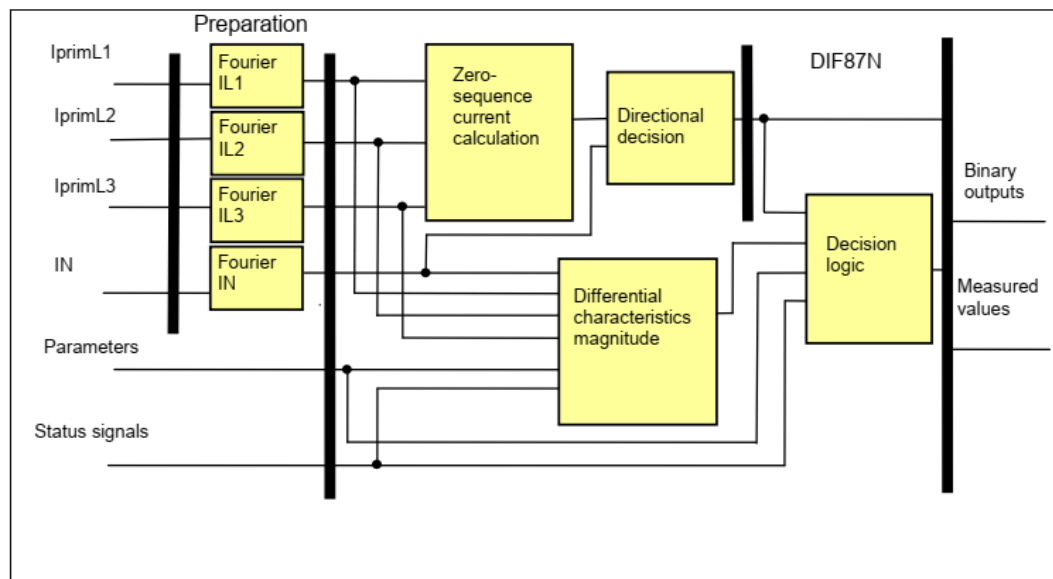 Preparation
IprimL1
Fourier
IL1
IprimL2
Fourier
IL2
IprimL3
Fourier
IL3
IN
Fourier
IN
Parameters
Status signals
Zero-
sequence
current
calculation
Directional
decision
Differential
characteristics
magnitude
DIF87N
Decision
logic
Binary
outputs
Measured
values